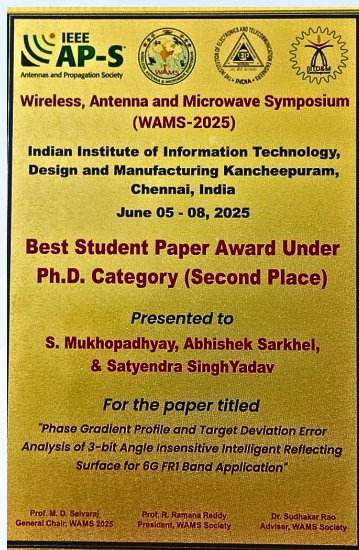 IEEE
AP-S
Antennas and Propagation Society
WAMS
IIITDM
Wireless, Antenna and Microwave Symposium
(WAMS-2025)
Indian Institute of Information Technology,
Design and Manufacturing Kancheepuram,
Chennai, India
June 05 - 08, 2025
Best Student Paper Award Under
Ph.D. Category (Second Place)
Presented to
S. Mukhopadhyay, Abhishek Sarkhel,
& Satyendra SinghYadav
For the paper titled
"Phase Gradient Profile and Target Deviation Error
Analysis of 3-bit Angle Insensitive Intelligent Reflecting
Surface for 6G FR1 Band Application"
Prof. M. D. Selvaraj
General Chair, WAMS 2025
Prof. R. Ramana Reddy
President, WAMS Society
Dr. Sudhakar Rao
Adviser, WAMS Society